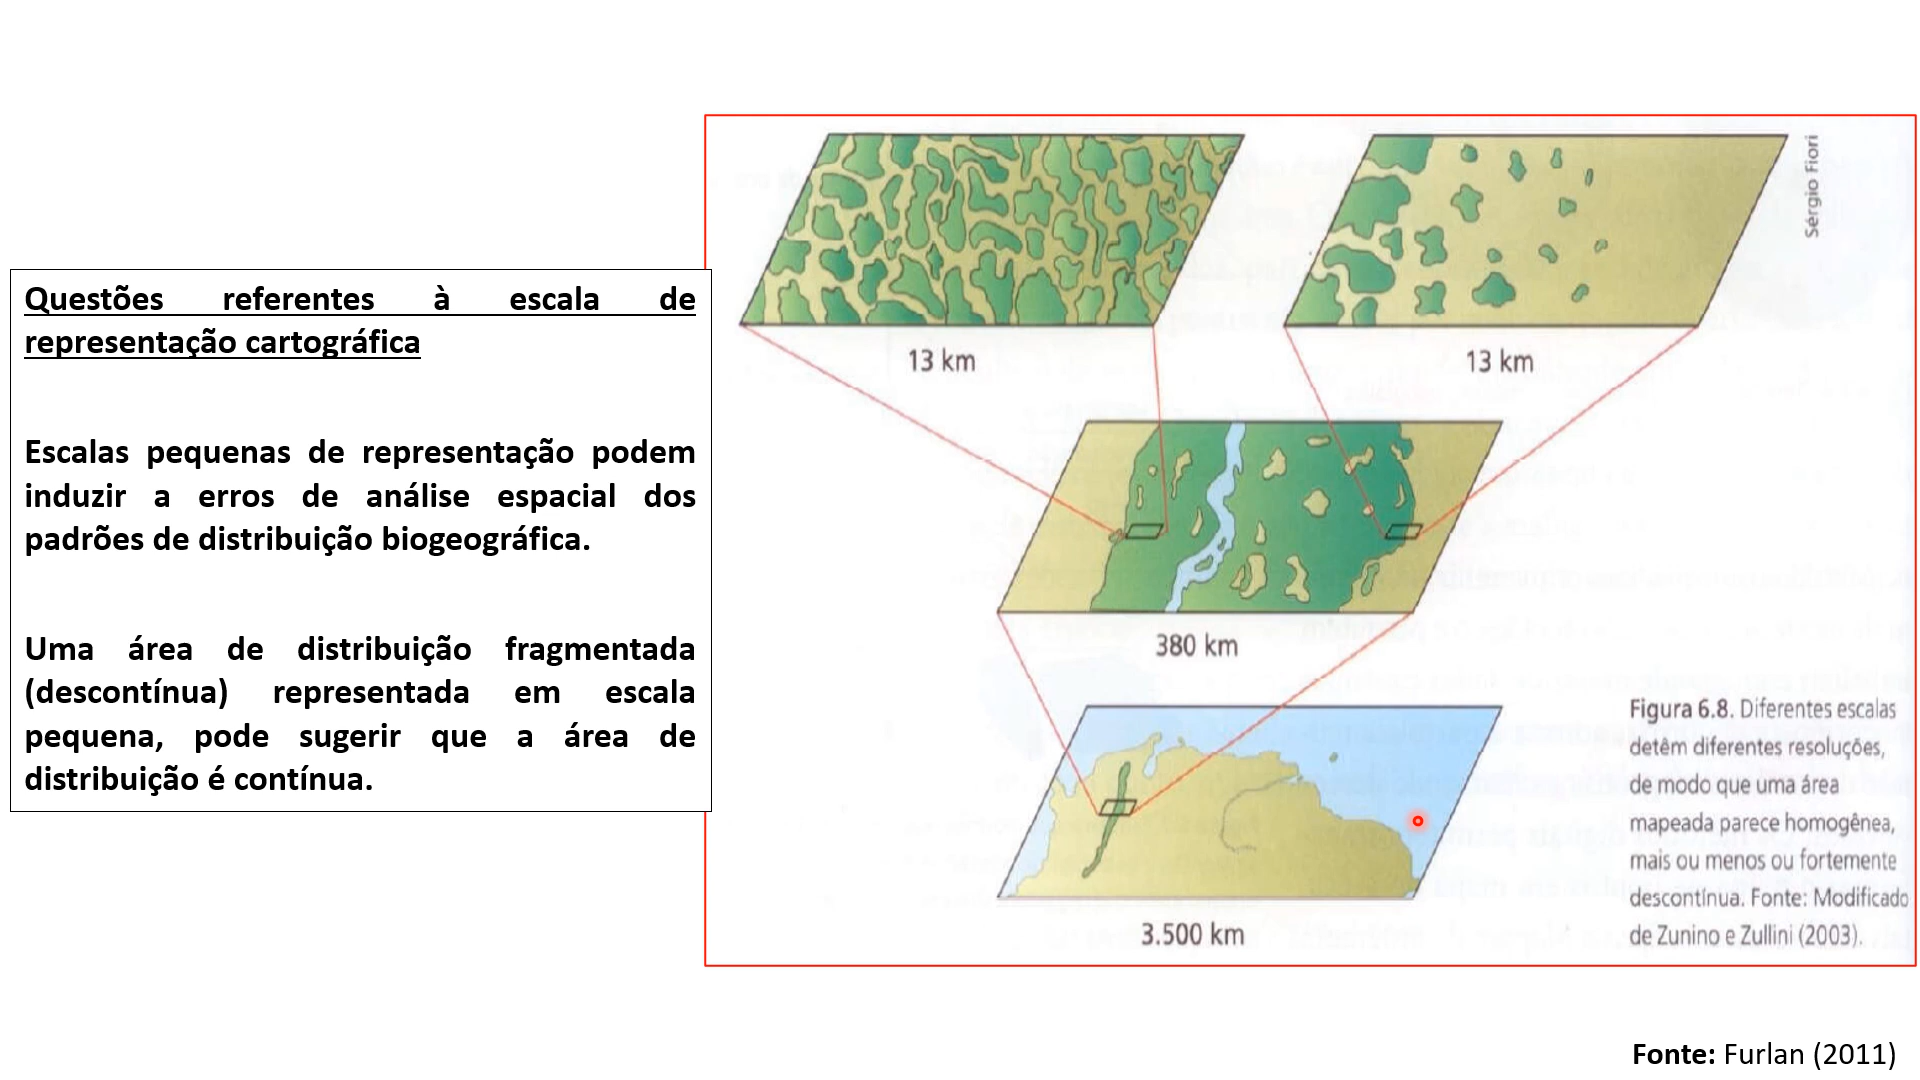 Questões referentes à escala de
representação cartográfica
Escalas pequenas de representação podem
induzir a erros de análise espacial dos
padrões de distribuição biogeográfica.
Uma área de distribuição fragmentada
(descontínua) representada em escala
pequena, pode sugerir que a área de
distribuição é contínua.
Sérgio Fiori
13 km
13 km
380 km
3.500 km
Figura 6.8. Diferentes escalas
detêm diferentes resoluções,
de modo que uma área
mapeada parece homogênea,
mais ou menos ou fortemente
descontínua. Fonte: Modificado
de Zunino e Zullini (2003).
Fonte: Furlan (2011)